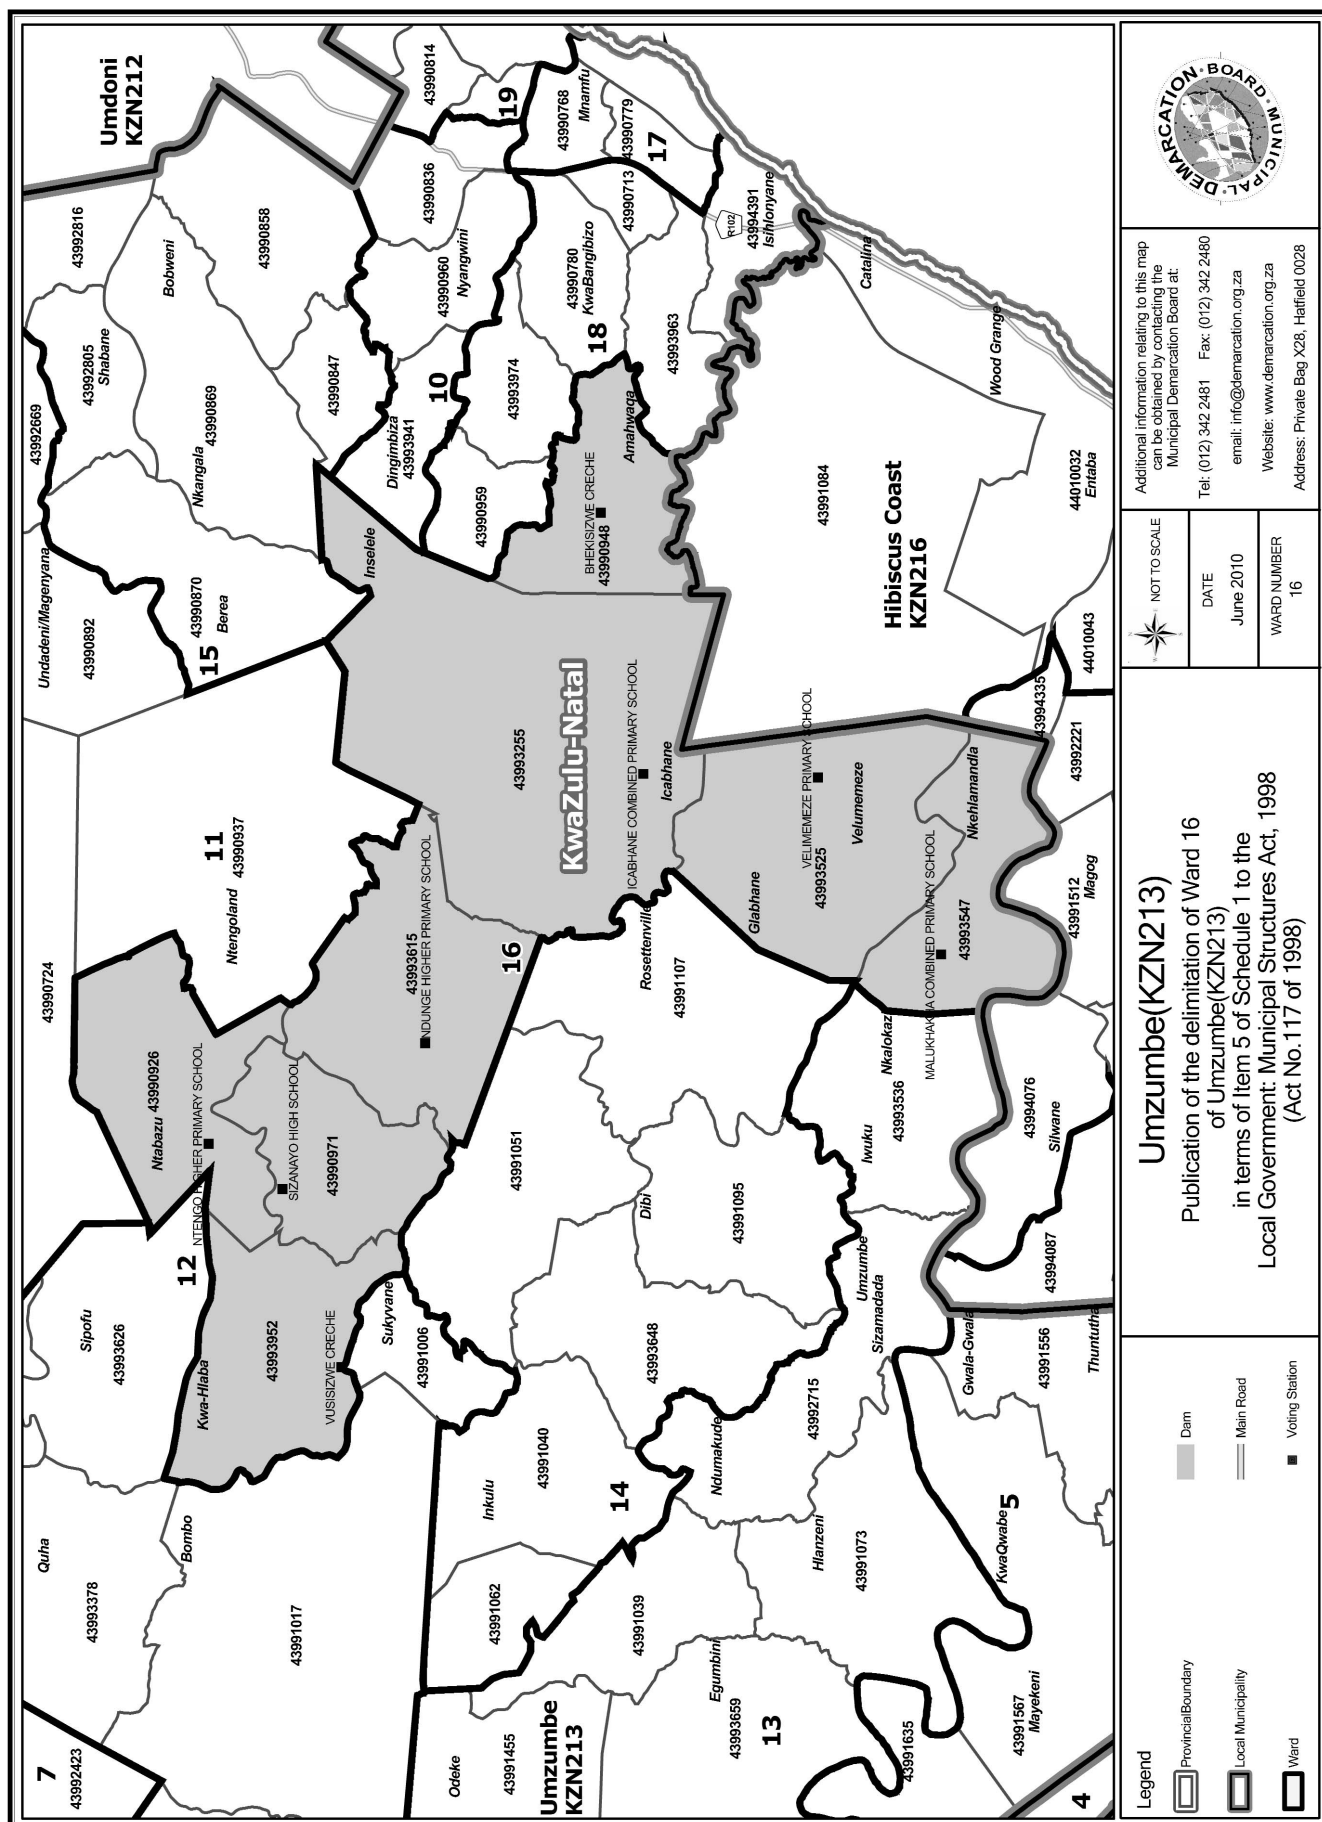 Umdoni
KZN212
43990814
19
43990768
Mnamfu
43990779
17
43990836
43990713
R102
43994391
Isihlonyane
43992816
Bobweni
43990858
43990960
Nyangwini
43990780
KwaBangibizo
18
43993963
Catalina
Wood Grange
43992669
43992805
Shabane
43990869
Nkangala
43990847
Dingimbiza
43993941
10
43993974
43990959
Amahwaqa
BHEKISIZWE CRECHE
43990948
43991084
44010032
Entaba
Hibiscus Coast
KZN216
44010043
Undadeni/Magenyana
43990892
43990870
Berea
15
Inselele
KwaZulu-Natal
43993255
ICABHANE COMBINED PRIMARY SCHOOL
Icabhane
VELIMEMEZE PRIMARY SCHOOL
43993525
Velumemeze
Nkehlamandla
43994335
43992221
43990724
11
43990937
Ntengoland
43993615
NDUNGE HIGHER PRIMARY SCHOOL
16
Rosettenville
43991107
Glabhane
MALUKHAKHA COMBINED PRIMARY SCHOOL
43993547
43991512
Magog
Ntabazu
43990926
NTENGO HIGHER PRIMARY SCHOOL
SIZANAYO HIGH SCHOOL
43990971
43991051
Dibi
43991095
Nkalokazi
43993536
Iwuku
43994076
Silwane
12
Sipofu
43993626
Kwa-Hlaba
43993952
VUSISIZWE CRECHE
Sukyvane
43991006
43993648
Umzumbe
Sizamadada
43994087
Quha
43993378
Bombo
43991017
Inkulu
43991040
14
Ndumakude
43992715
Gwala-Gwala
43991556
Thuntutha
43991062
43991039
Hlanzeni
43991073
KwaQwabe
5
7
43992423
Odeke
43991455
Umzumbe
KZN213
Egumbini
43993659
13
43991635
43991567
Mayekeni
4
DEMARCATION · BOARD · MUNICIPAL ·
Additional information relating to this map
can be obtained by contacting the
Municipal Demarcation Board at:
Tel: (012) 342 2481 Fax: (012) 342 2480
email: info@demarcation.org.za
Website: www.demarcation.org.za
Address: Private Bag X28, Hatfield 0028
NOT TO SCALE
DATE
June 2010
WARD NUMBER
16
Umzumbe(KZN213)
Publication of the delimitation of Ward 16
of Umzumbe(KZN213)
in terms of Item 5 of Schedule 1 to the
Local Government: Municipal Structures Act, 1998
(Act No.117 of 1998)
Legend
ProvincialBoundary
Local Municipality
Ward
Dam
Main Road
Voting Station